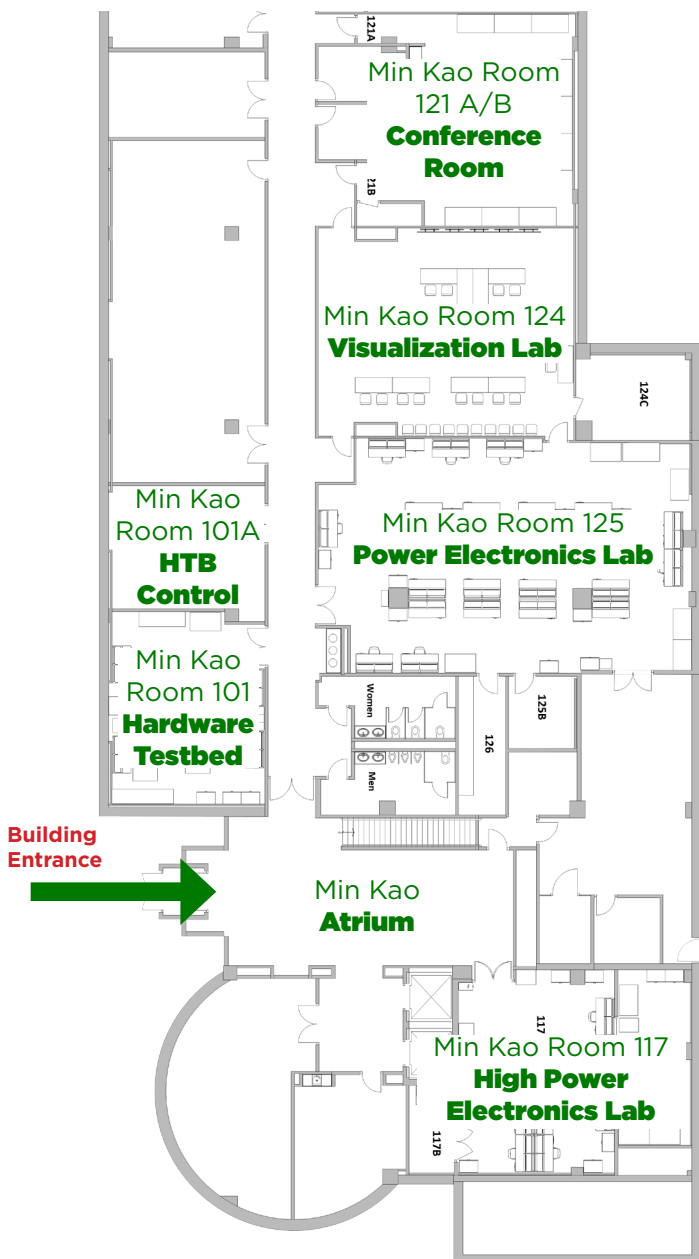 121A
Min Kao Room
121 A/B
Conference
Room
21B
Min Kao Room 124
Visualization Lab
124C
Min Kao
Room 101A
HTB
Control
Min Kao Room 125
Power Electronics Lab
Min Kao
Room 101
Hardware
Testbed
Women
Men
126
125B
Building
Entrance
Min Kao
Atrium
117
Min Kao Room 117
High Power
Electronics Lab
117B